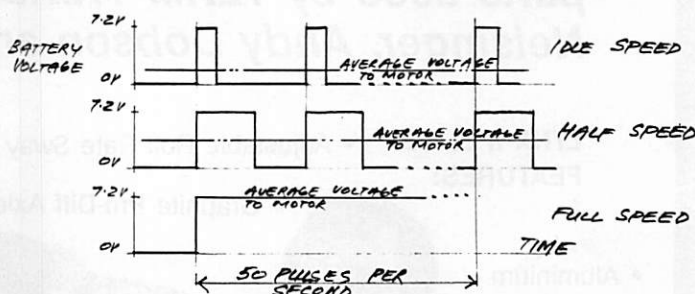 7.2V
BATTERY VOLTAGE
0V
AVERAGE VOLTAGE
TO MOTOR
IDLE SPEED
7.2V
0V
AVERAGE VOLTAGE
TO MOTOR
HALF SPEED
7.2V
0V
AVERAGE VOLTAGE
TO MOTOR
FULL SPEED
TIME
50 PULSES PER
SECOND